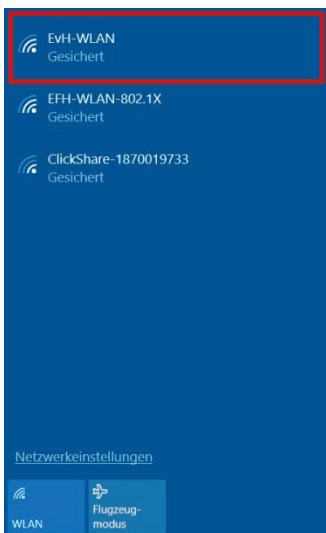 EvH-WLAN
Gesichert
EFH-WLAN-802.1X
Gesichert
ClickShare-1870019733
Gesichert
Netzwerkeinstellungen
WLAN
Flugzeug-
modus